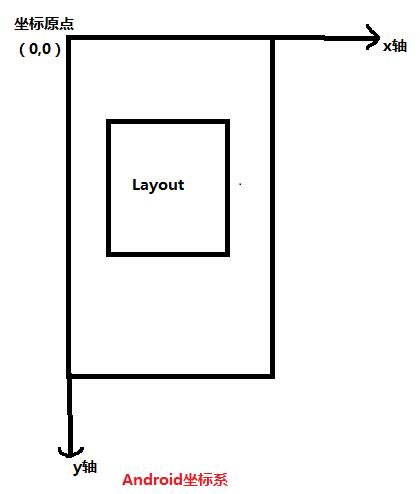 坐标原点
（0,0）
x轴
Layout
y轴
Android坐标系